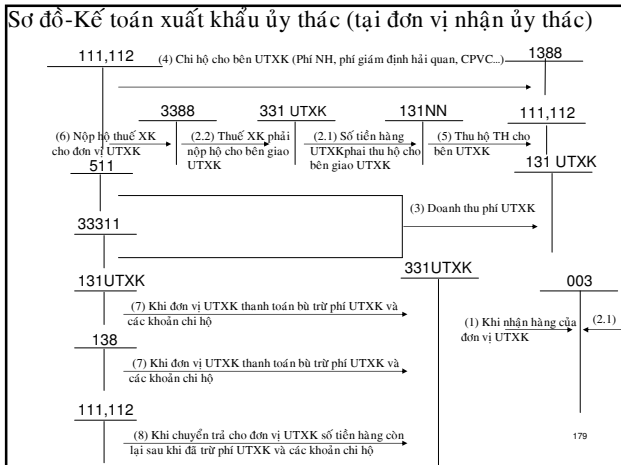 Sơ đồ-Kế toán xuất khẩu ủy thác (tại đơn vị nhận ủy thác)
111,112
(4) Chi hộ cho bên UTXK (Phí NH, phí giám định hải quan, CPVC...)
1388
3388
331 UTXK
131NN
111,112
(6) Nộp hộ thuế XK
cho đơn vị UTXK
(2.2) Thuế XK phải
nộp hộ cho bên giao
UTXK
(2.1) Số tiền hàng
UTXKphai thu hộ cho
bên giao UTXK
(5) Thu hộ TH cho
bên UTXK
511
131 UTXK
(3) Doanh thu phí UTXK
33311
331UTXK
131UTXK
003
(7) Khi đơn vị UTXK thanh toán bù trừ phí UTXK và
các khoản chi hộ
(1) Khi nhận hàng của
đơn vị UTXK
(2.1)
138
(7) Khi đơn vị UTXK thanh toán bù trừ phí UTXK và
các khoản chi hộ
111,112
(8) Khi chuyển trả cho đơn vị UTXK số tiền hàng còn
lại sau khi đã trừ phí UTXK và các khoản chi hộ
179